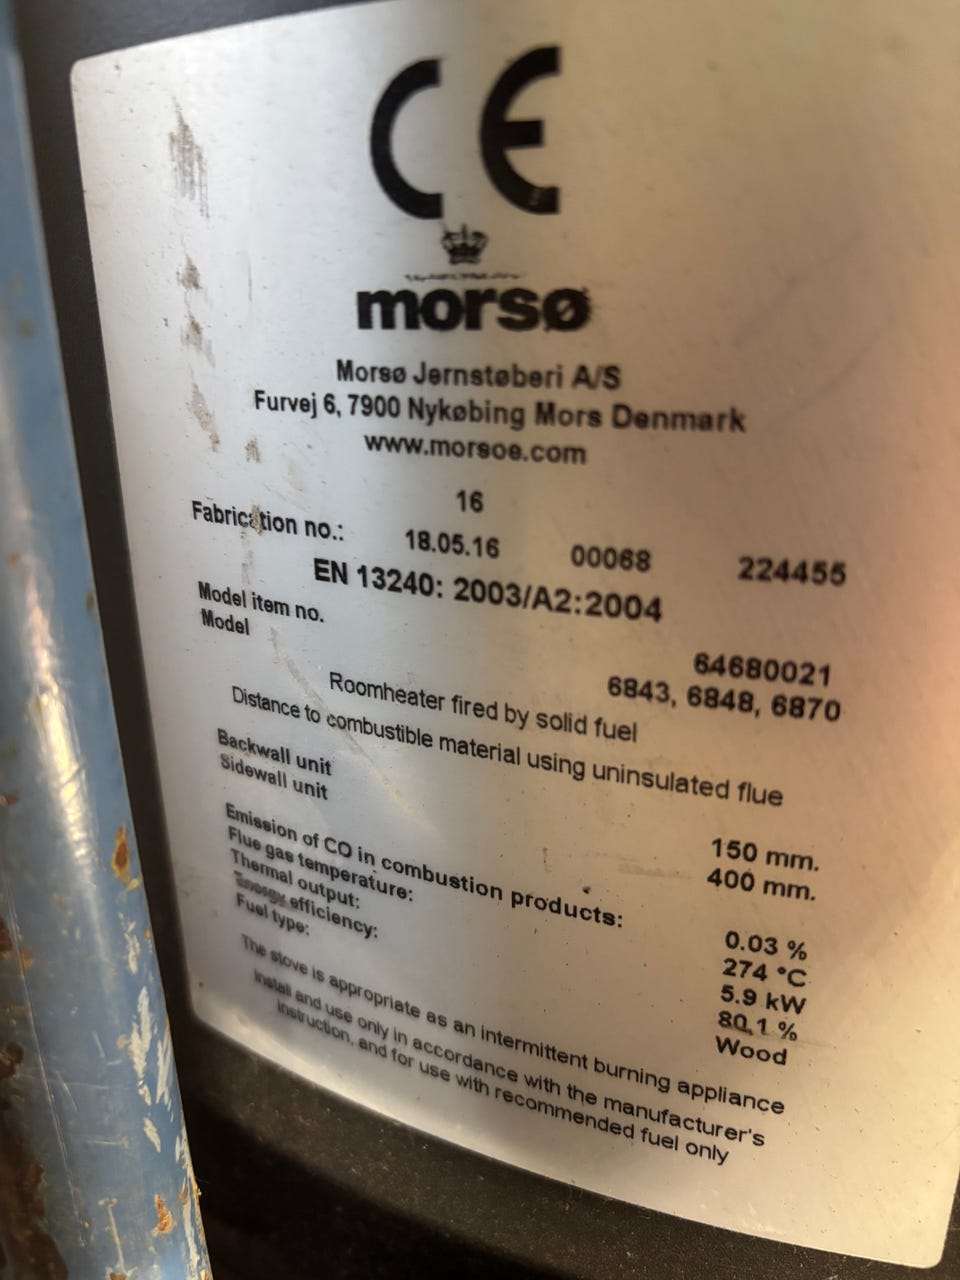 CE
morsø
Morsø Jernstøberi A/S
Furvej 6, 7900 Nykøbing Mors Denmark
www.morsoe.com
16
Fabrication no.: 18.05.16 00068 224455
EN 13240: 2003/A2:2004
Model item no. 64680021
Model 6843, 6848, 6870
Roomheater fired by solid fuel
Distance to combustible material using uninsulated flue
Backwall unit 150 mm.
Sidewall unit 400 mm.
Emission of CO in combustion products: 0.03 %
Flue gas temperature: 274 °C
Thermal output: 5.9 kW
Energy efficiency: 80,1 %
Fuel type: Wood
The stove is appropriate as an intermittent burning appliance
Install and use only in accordance with the manufacturer's
instruction, and for use with recommended fuel only